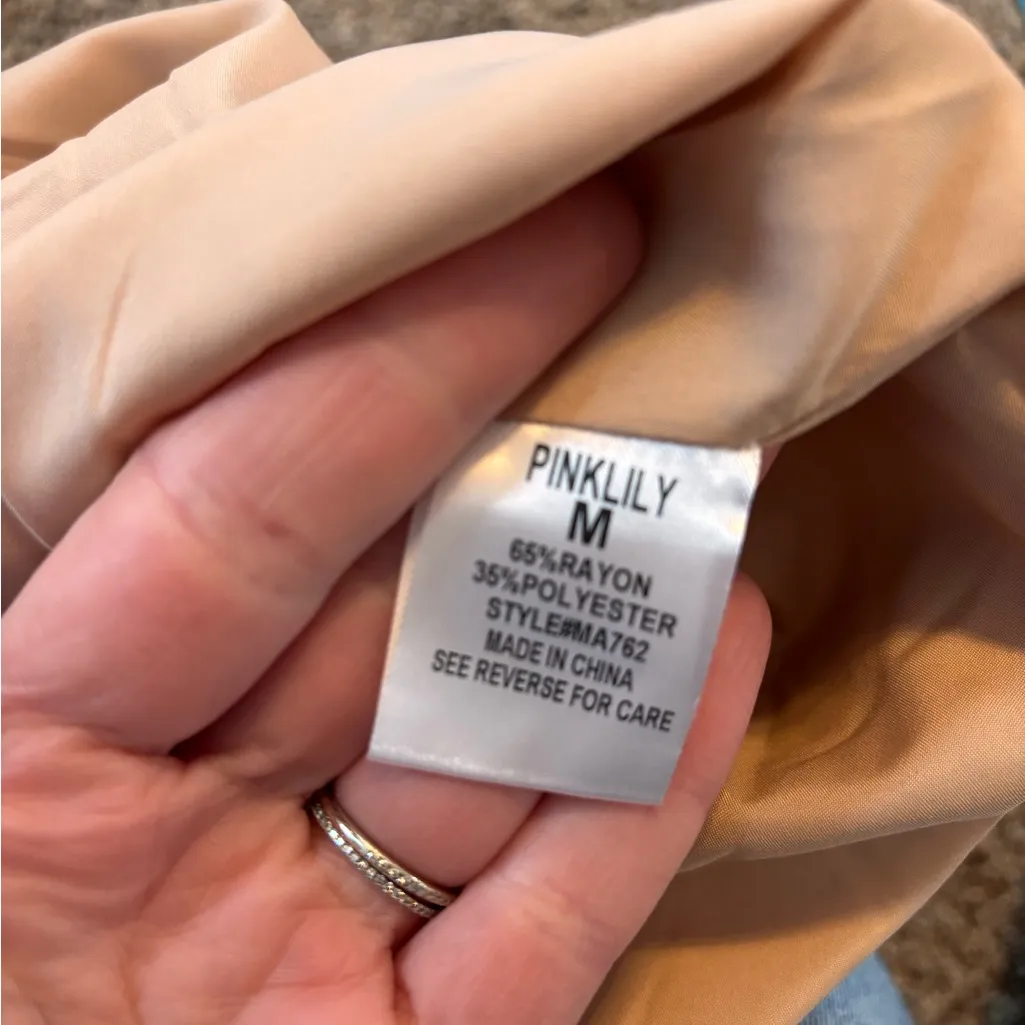 PINKLILY
M
65%RAYON
35%POLYESTER
STYLE#MA762
MADE IN CHINA
SEE REVERSE FOR CARE